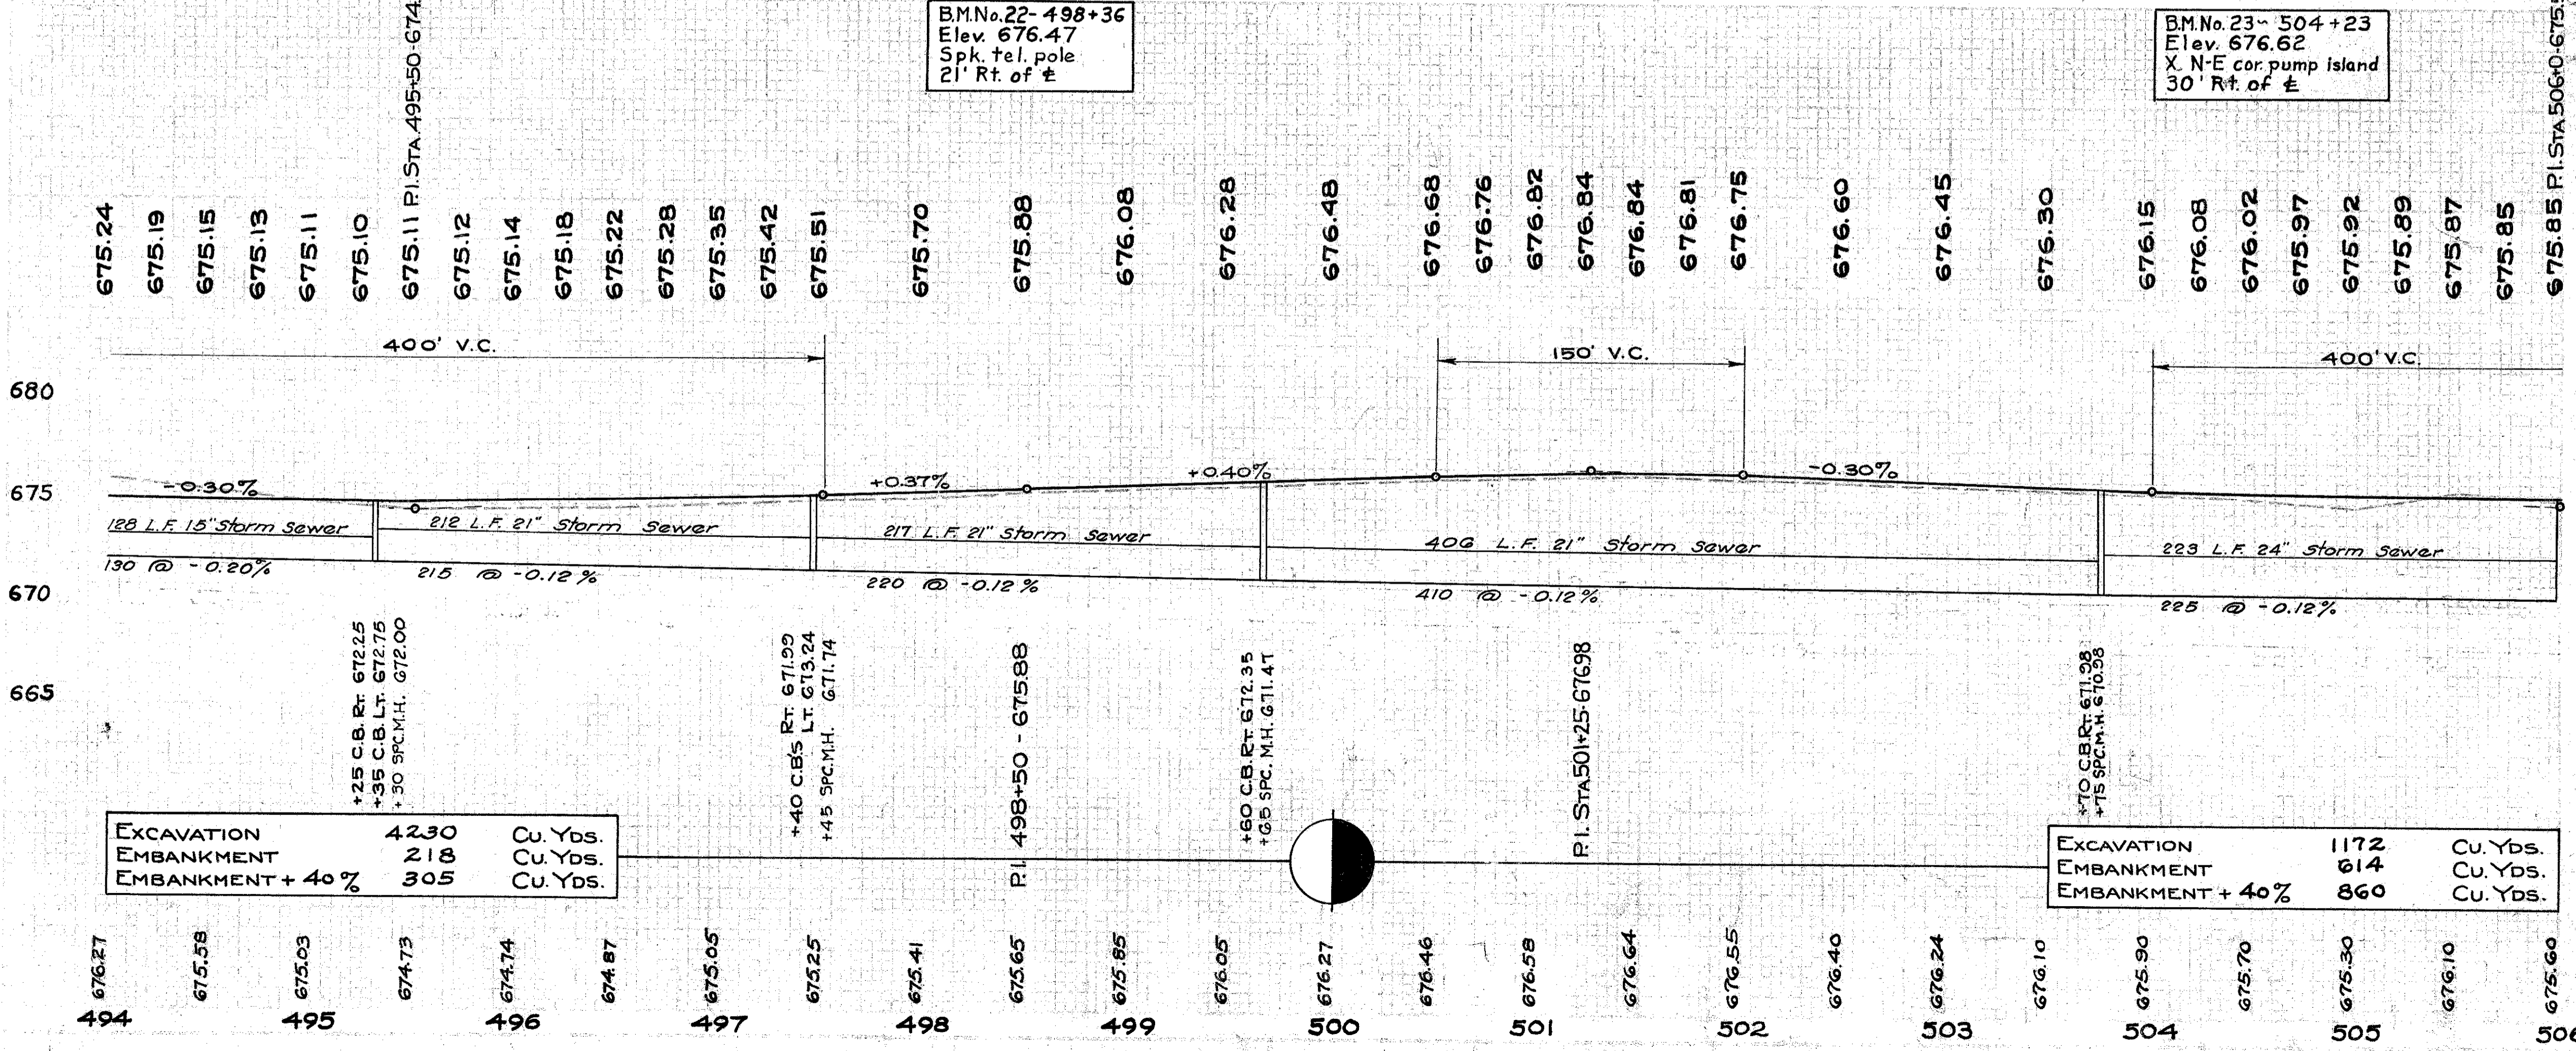 B.M.No.22-498+36
Elev. 676.47
Spk. tel. pole
21' Rt. of ℄
B.M.No.23~ 504+23
Elev. 676.62
X N-E cor. pump island
30' Rt. of ℄
675.24
675.19
675.15
675.13
675.11
675.10
675.11 P.I.STA.495+50-674.
675.12
675.14
675.18
675.22
675.28
675.35
675.42
675.51
675.70
675.88
676.08
676.28
676.48
676.68
676.76
676.82
676.84
676.84
676.81
676.75
676.60
676.45
676.30
676.15
676.08
676.02
675.97
675.92
675.89
675.87
675.85
675.85 P.I.STA 506+0-675.
400' V.C.
150' V.C.
400' V.C.
680
675
670
665
-0.30%
+0.37%
+0.40%
-0.30%
128 L.F. 15" Storm Sewer
212 L.F. 21" Storm Sewer
217 L.F. 21" Storm Sewer
406 L.F. 21" Storm Sewer
223 L.F. 24" Storm Sewer
130 @ -0.20%
215 @ -0.12%
220 @ -0.12%
410 @ -0.12%
225 @ -0.12%
+25 C.B. RT. 672.25
+35 C.B. LT. 672.75
+30 SPC.M.H. 672.00
+40 C.B'S RT. 671.99
LT. 673.24
+45 SPC.M.H. 671.74
P.I. 498+50 - 675.88
+60 C.B. RT. 672.35
+65 SPC. M.H. 671.47
P.I. STA 501+25-676.98
+70 C.B.RT. 671.98
+75 SPC.M.H. 670.98
EXCAVATION 4230 CU. YDS.
EMBANKMENT 218 CU. YDS.
EMBANKMENT + 40% 305 CU. YDS.
EXCAVATION 1172 CU. YDS.
EMBANKMENT 614 CU. YDS.
EMBANKMENT + 40% 860 CU. YDS.
676.27
675.58
675.03
674.73
674.74
674.87
675.05
675.25
675.41
675.65
675.85
676.05
676.27
676.46
676.58
676.64
676.55
676.40
676.24
676.10
675.90
675.70
675.30
676.10
675.60
494
495
496
497
498
499
500
501
502
503
504
505
506